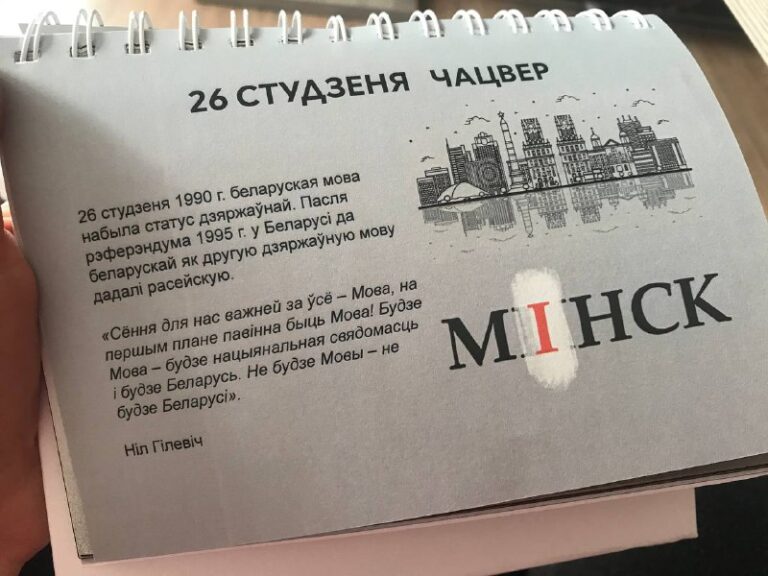 26 СТУДЗЕНЯ ЧАЦВЕР
26 студзеня 1990 г. беларуская мова
набыла статус дзяржаўнай. Пасля
рэферэндума 1995 г. у Беларусі да
беларускай як другую дзяржаўную мову
дадалі расейскую.
«Сёння для нас важней за ўсё – Мова, на
першым плане павінна быць Мова! Будзе
Мова – будзе нацыянальная свядомасць
і будзе Беларусь. Не будзе Мовы – не
будзе Беларусі».
Ніл Гілевіч
МІНСК